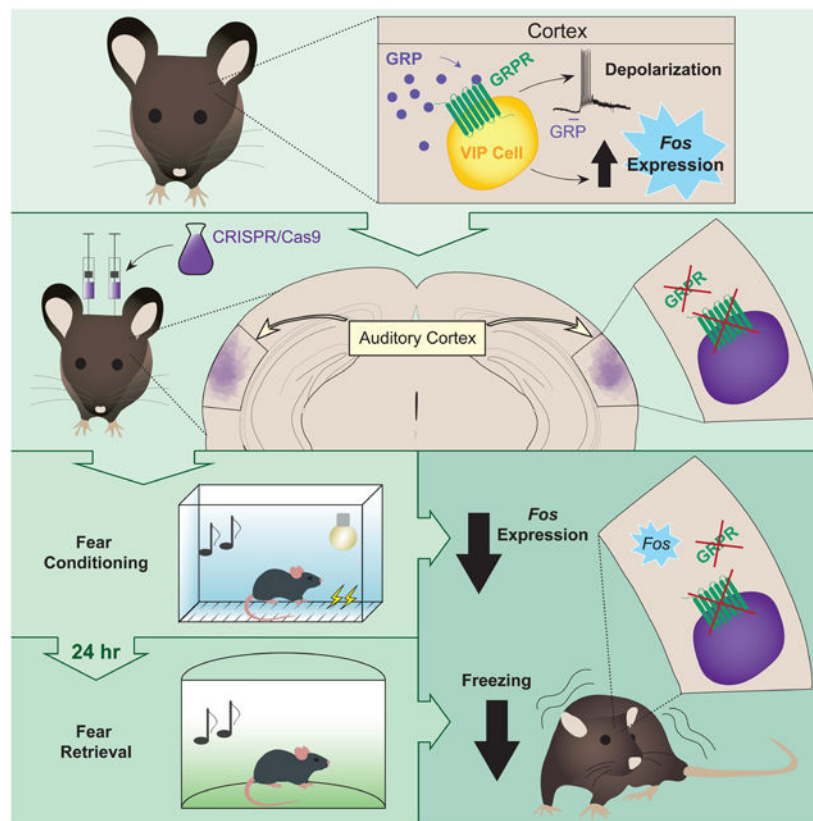 Cortex
GRP
GRPR
Depolarization
GRP
VIP Cell
Fos
Expression
CRISPR/Cas9
Auditory Cortex
GRPR
Fear
Conditioning
Fos
Expression
Fos
GRPR
24 hr
Fear
Retrieval
Freezing